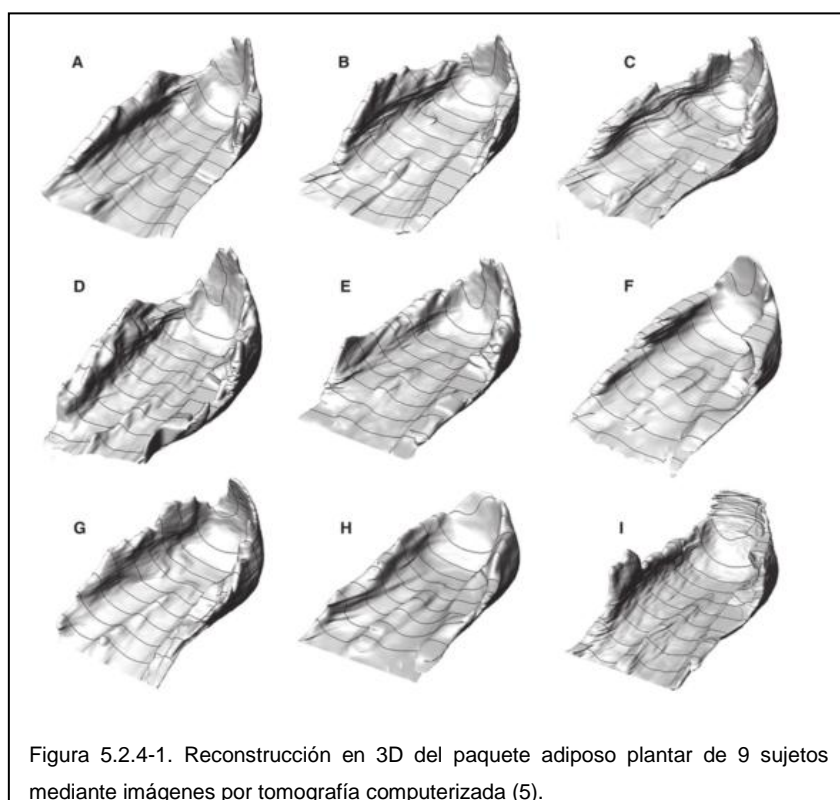 A
B
C
D
E
F
G
H
I
Figura 5.2.4-1. Reconstrucción en 3D del paquete adiposo plantar de 9 sujetos
mediante imágenes por tomografía computerizada (5).